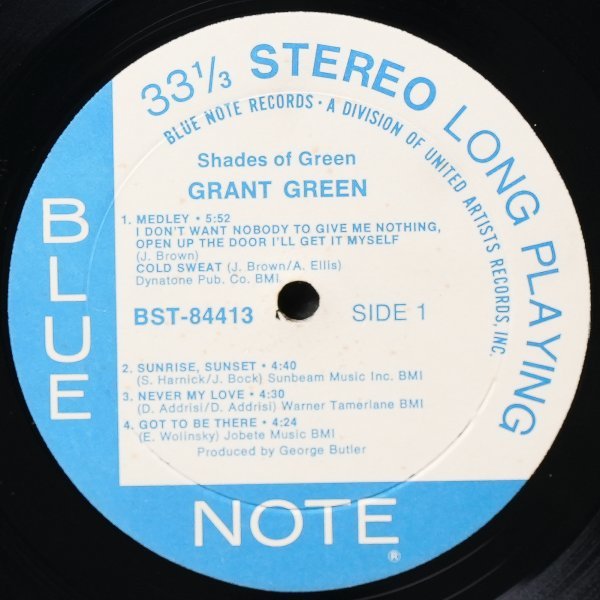 33⅓ STEREO LONG PLAYING
BLUE NOTE RECORDS • A DIVISION OF UNITED ARTISTS RECORDS, INC.
Shades of Green
GRANT GREEN
1. MEDLEY • 5:52
I DON'T WANT NOBODY TO GIVE ME NOTHING,
OPEN UP THE DOOR I'LL GET IT MYSELF
(J. Brown)
COLD SWEAT (J. Brown/A. Ellis)
Dynatone Pub. Co. BMI
BST-84413 SIDE 1
2. SUNRISE, SUNSET • 4:40
(S. Harnick/J. Bock) Sunbeam Music Inc. BMI
3. NEVER MY LOVE • 4:30
(D. Addrisi/D. Addrisi) Warner Tamerlane BMI
4. GOT TO BE THERE • 4:24
(E. Wolinsky) Jobete Music BMI
Produced by George Butler
BLUE
NOTE®